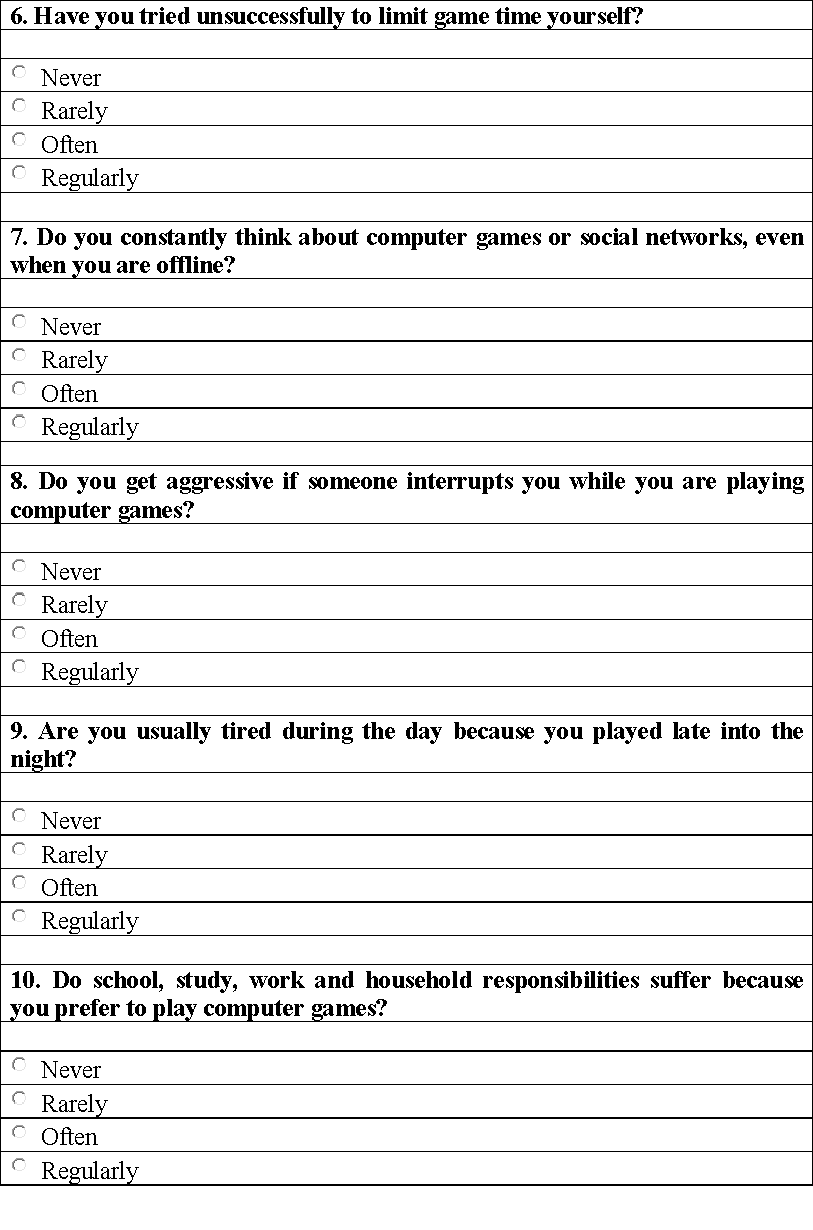 6. Have you tried unsuccessfully to limit game time yourself?
Never
Rarely
Often
Regularly
7. Do you constantly think about computer games or social networks, even
when you are offline?
Never
Rarely
Often
Regularly
8. Do you get aggressive if someone interrupts you while you are playing
computer games?
Never
Rarely
Often
Regularly
9. Are you usually tired during the day because you played late into the
night?
Never
Rarely
Often
Regularly
10. Do school, study, work and household responsibilities suffer because
you prefer to play computer games?
Never
Rarely
Often
Regularly